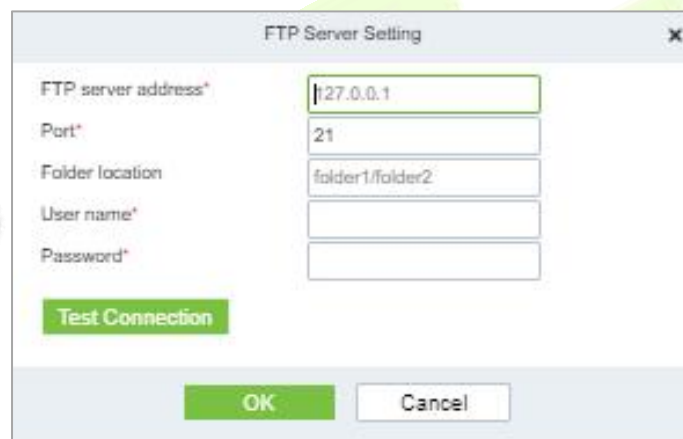 FTP Server Setting
FTP server address* 127.0.0.1
Port* 21
Folder location folder1/folder2
User name*
Password*
Test Connection
OK Cancel